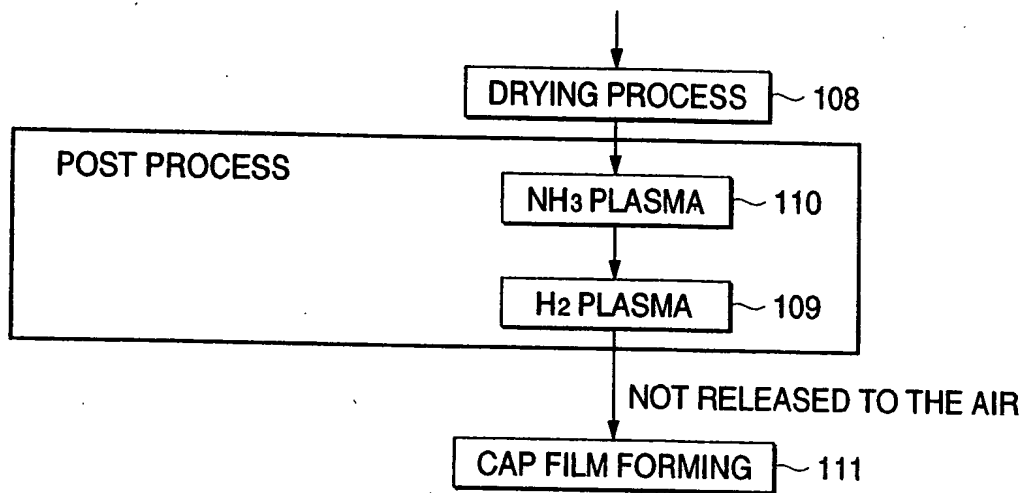 DRYING PROCESS 108
POST PROCESS
NH3 PLASMA 110
H2 PLASMA 109
NOT RELEASED TO THE AIR
CAP FILM FORMING 111